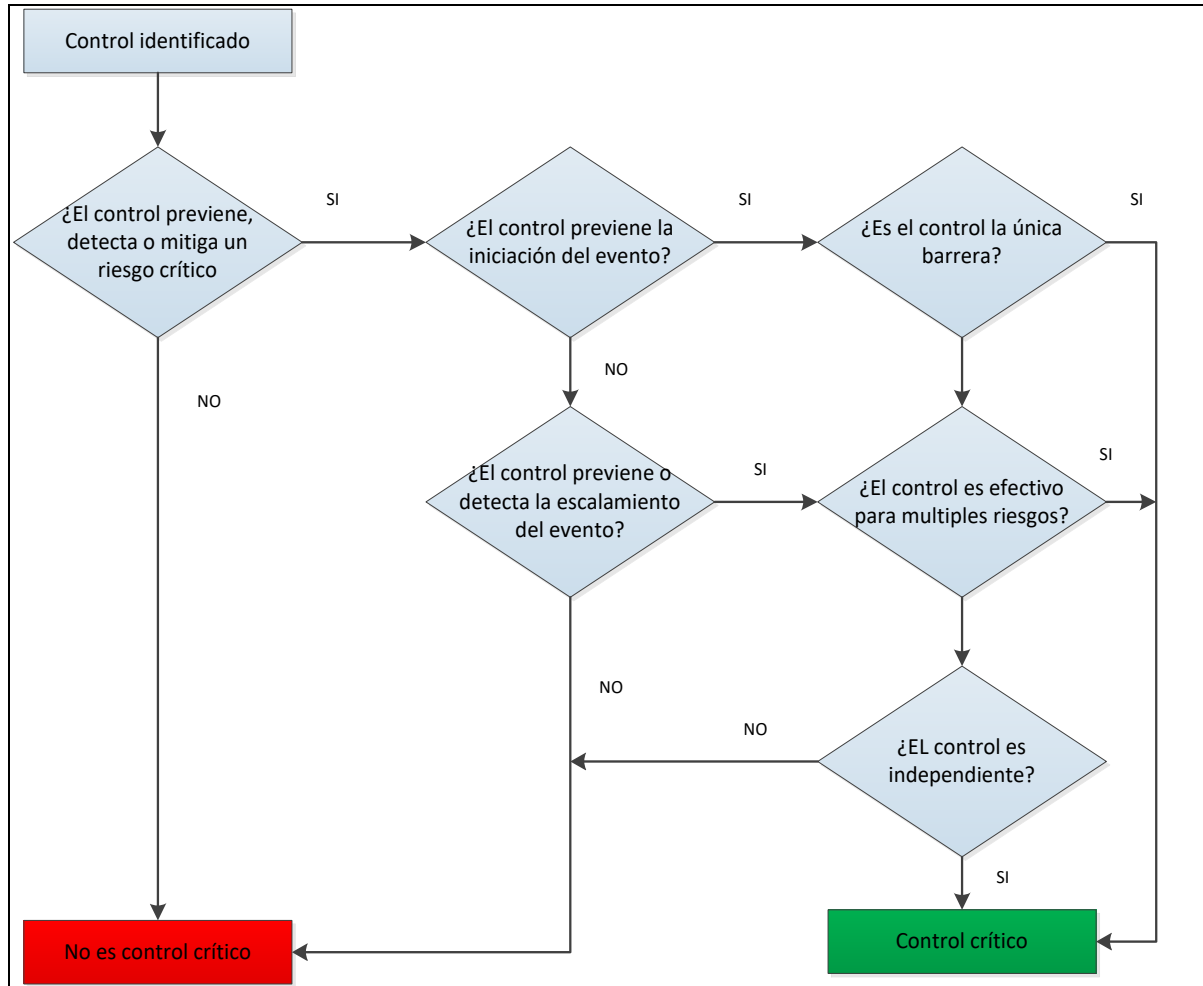 Control identificado
¿El control previene,
detecta o mitiga un
riesgo crítico
SI
¿El control previene la
iniciación del evento?
SI
¿Es el control la única
barrera?
SI
NO
NO
¿El control previene o
detecta la escalamiento
del evento?
SI
¿El control es efectivo
para multiples riesgos?
SI
NO
NO
¿EL control es
independiente?
SI
No es control crítico
Control crítico